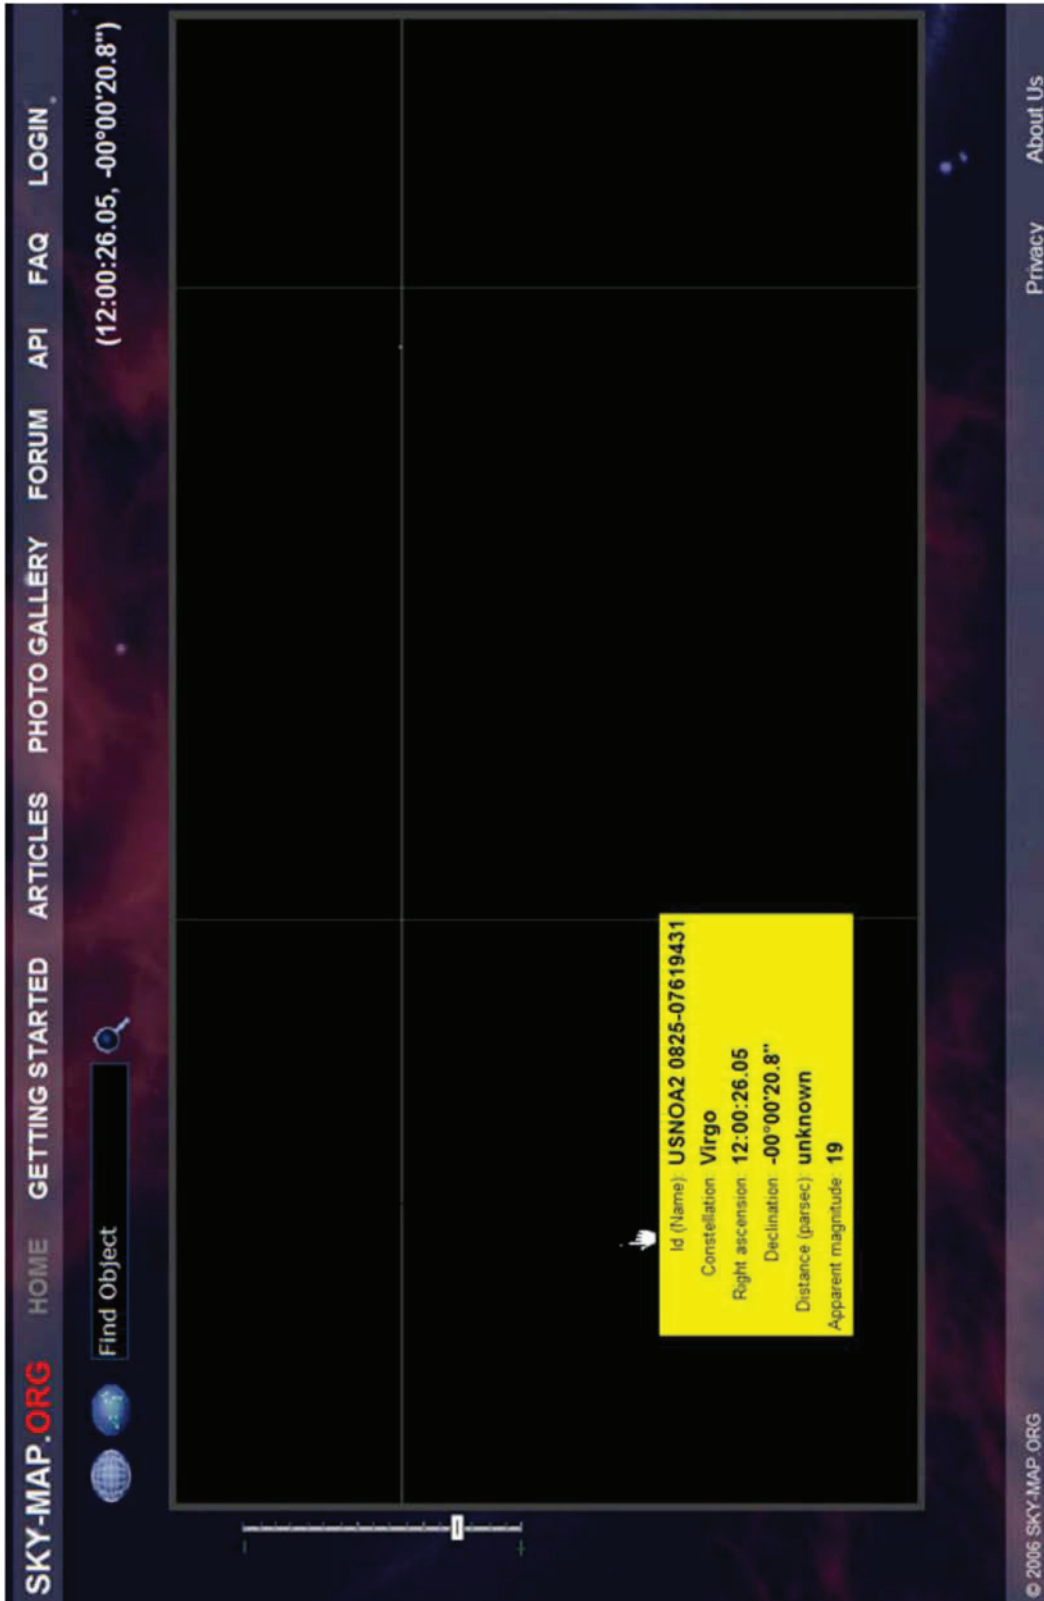 SKY-MAP.ORG HOME GETTING STARTED ARTICLES PHOTO GALLERY FORUM API FAQ LOGIN
Find Object (12:00:26.05, -00°00'20.8")
Id (Name): USNOA2 0825-07619431
Constellation: Virgo
Right ascension: 12:00:26.05
Declination: -00°00'20.8"
Distance (parsec): unknown
Apparent magnitude: 19
© 2006 SKY-MAP.ORG Privacy About Us